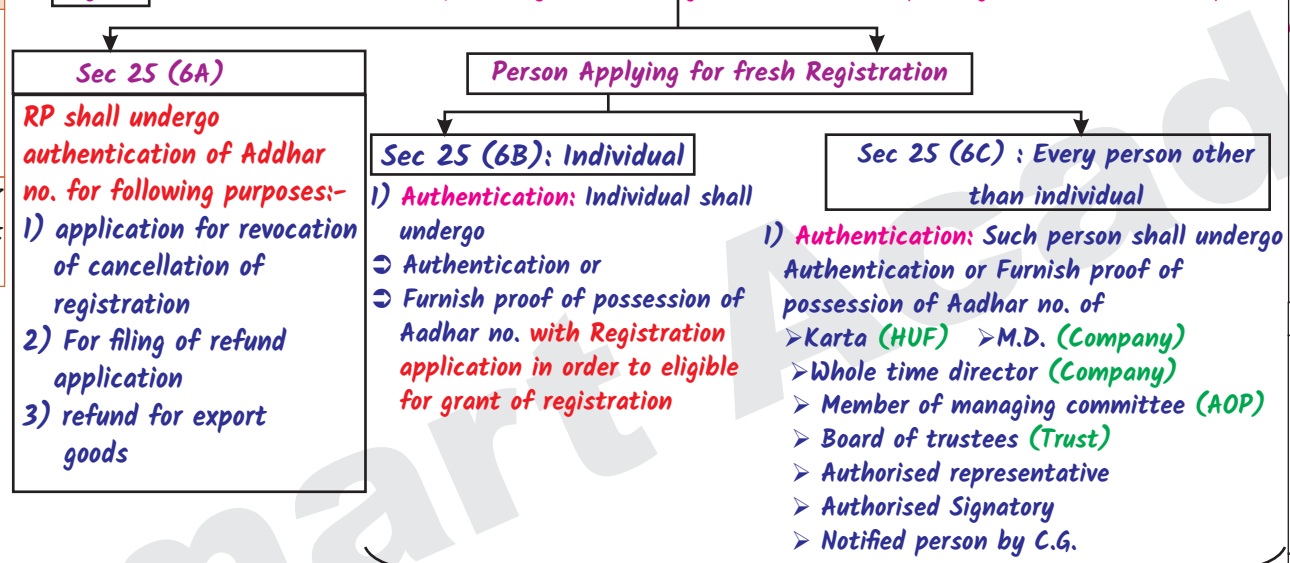 Sec 25 (6A)
RP shall undergo
authentication of Addhar
no. for following purposes:-
1) application for revocation
of cancellation of
registration
2) For filing of refund
application
3) refund for export
goods
Person Applying for fresh Registration
Sec 25 (6B): Individual
1) Authentication: Individual shall
undergo
➲ Authentication or
➲ Furnish proof of possession of
Aadhar no. with Registration
application in order to eligible
for grant of registration
Sec 25 (6C) : Every person other
than individual
1) Authentication: Such person shall undergo
Authentication or Furnish proof of
possession of Aadhar no. of
➢Karta (HUF) ➢M.D. (Company)
➢Whole time director (Company)
➢ Member of managing committee (AOP)
➢ Board of trustees (Trust)
➢ Authorised representative
➢ Authorised Signatory
➢ Notified person by C.G.
mart Acad